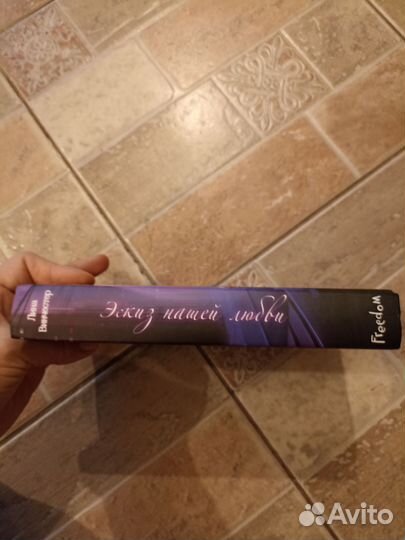 Лина
Винчестер
Эскиз нашей любви
Freedom
Avito